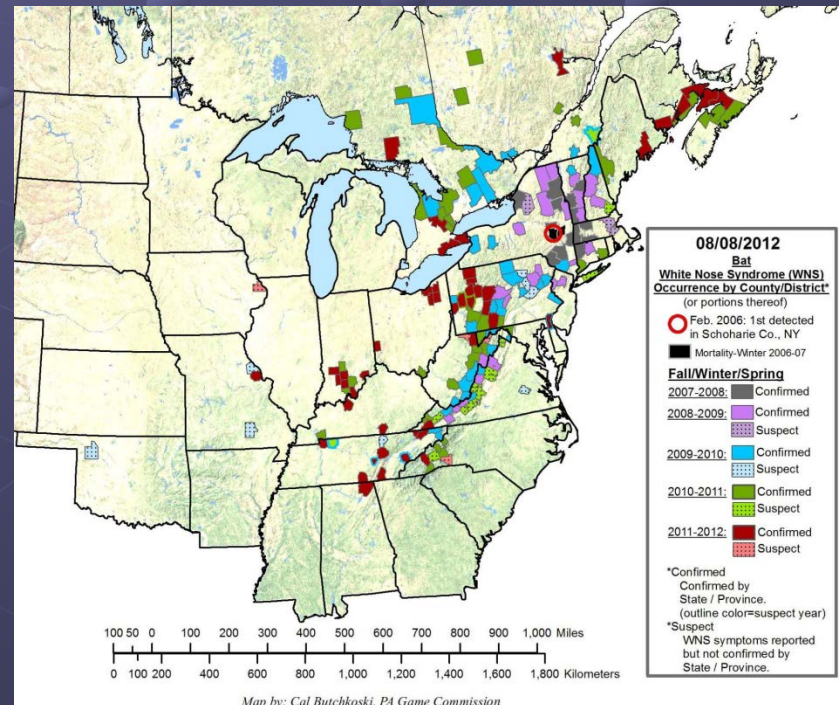 08/08/2012
Bat
White Nose Syndrome (WNS)
Occurrence by County/District*
(or portions thereof)
Feb. 2006: 1st detected
in Schoharie Co., NY
Mortality-Winter 2006-07
Fall/Winter/Spring
2007-2008: Confirmed
2008-2009: Confirmed
Suspect
2009-2010: Confirmed
Suspect
2010-2011: Confirmed
Suspect
2011-2012: Confirmed
Suspect
*Confirmed
Confirmed by
State / Province.
(outline color=suspect year)
*Suspect
WNS symptoms reported
but not confirmed by
State / Province.
100 50 0 100 200 300 400 500 600 700 800 900 1,000 Miles
0 100 200 400 600 800 1,000 1,200 1,400 1,600 1,800 Kilometers
Map by: Cal Butchkoski, PA Game Commission